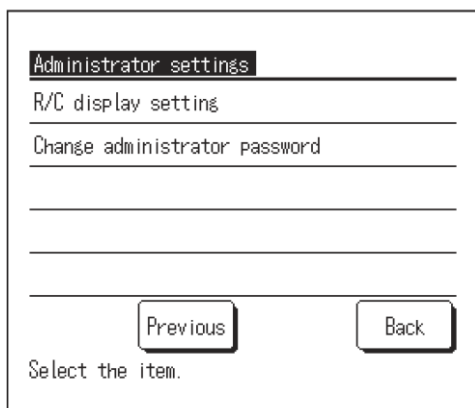 Administrator settings
R/C display setting
Change administrator password
Previous
Back
Select the item.